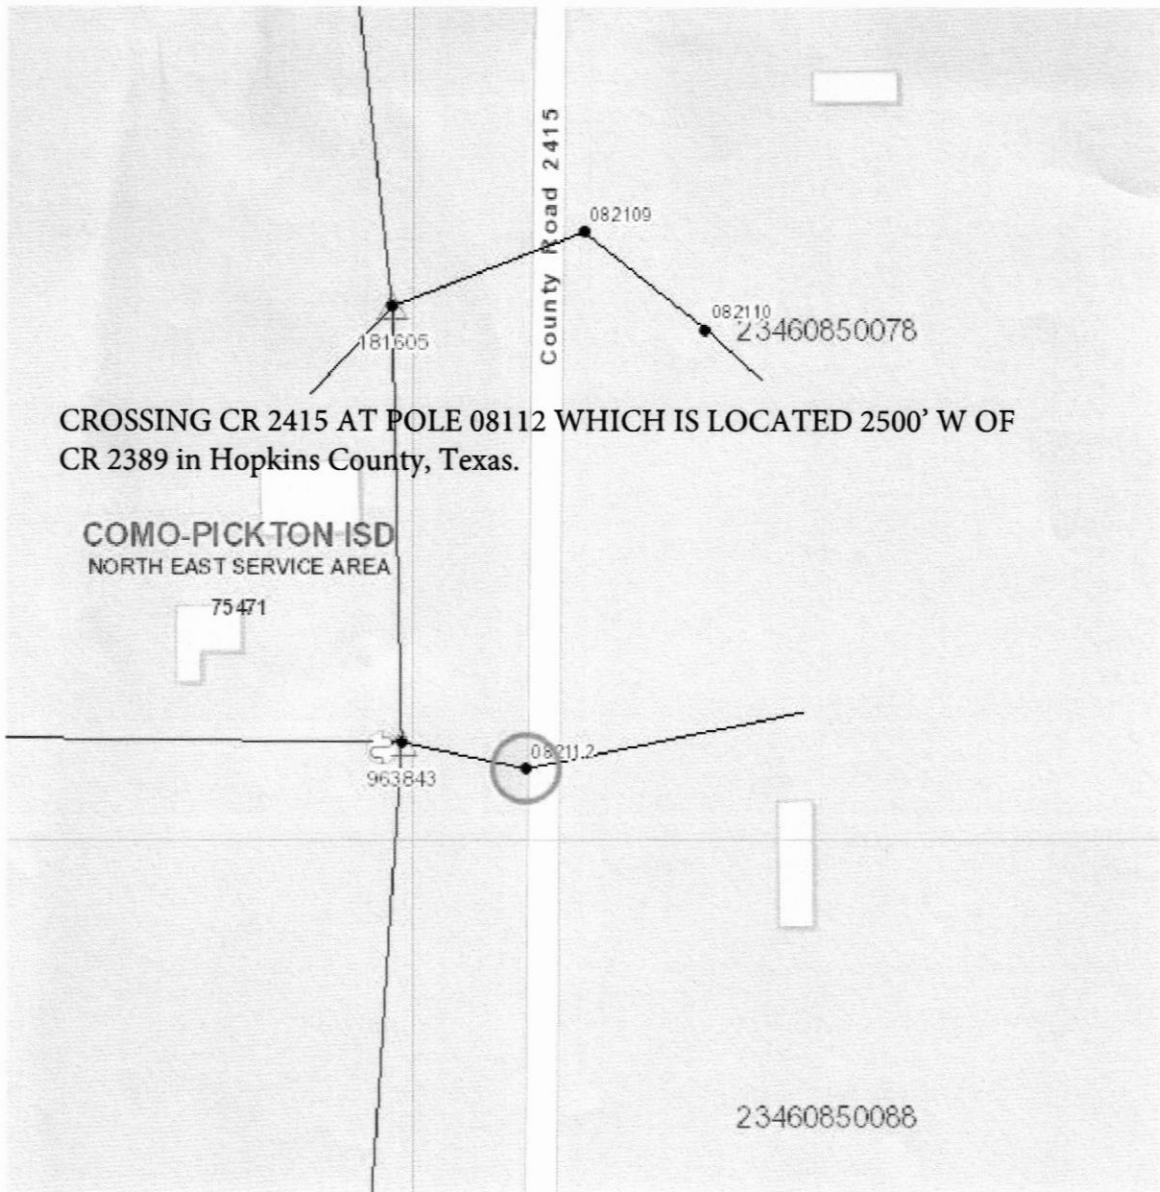 County Road 2415
082109
082110
23460850078
181605
CROSSING CR 2415 AT POLE 08112 WHICH IS LOCATED 2500’ W OF
CR 2389 in Hopkins County, Texas.
COMO-PICKTON ISD
NORTH EAST SERVICE AREA
75471
082112
963843
23460850088